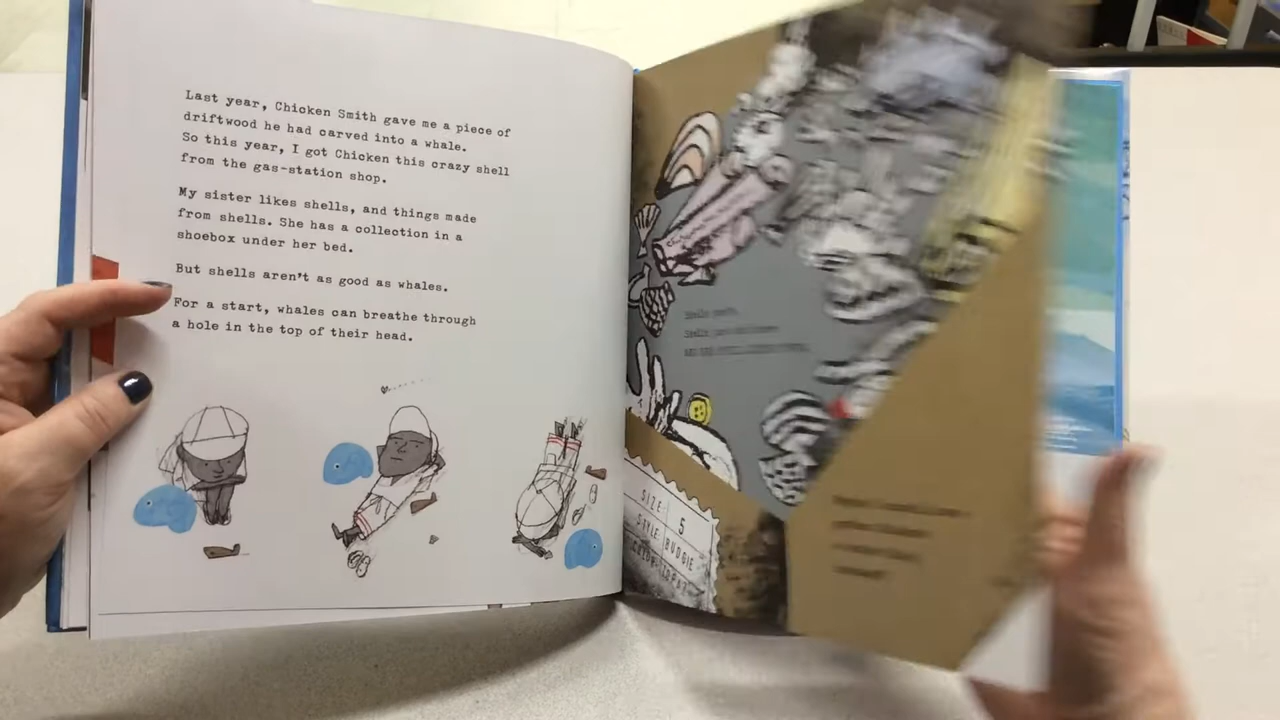 Last year, Chicken Smith gave me a piece of
driftwood he had carved into a whale.
So this year, I got Chicken this crazy shell
from the gas-station shop.
My sister likes shells, and things made
from shells. She has a collection in a
shoebox under her bed.
But shells aren't as good as whales.
For a start, whales can breathe through
a hole in the top of their head.
SIZE 5
STYLE BUDGIE